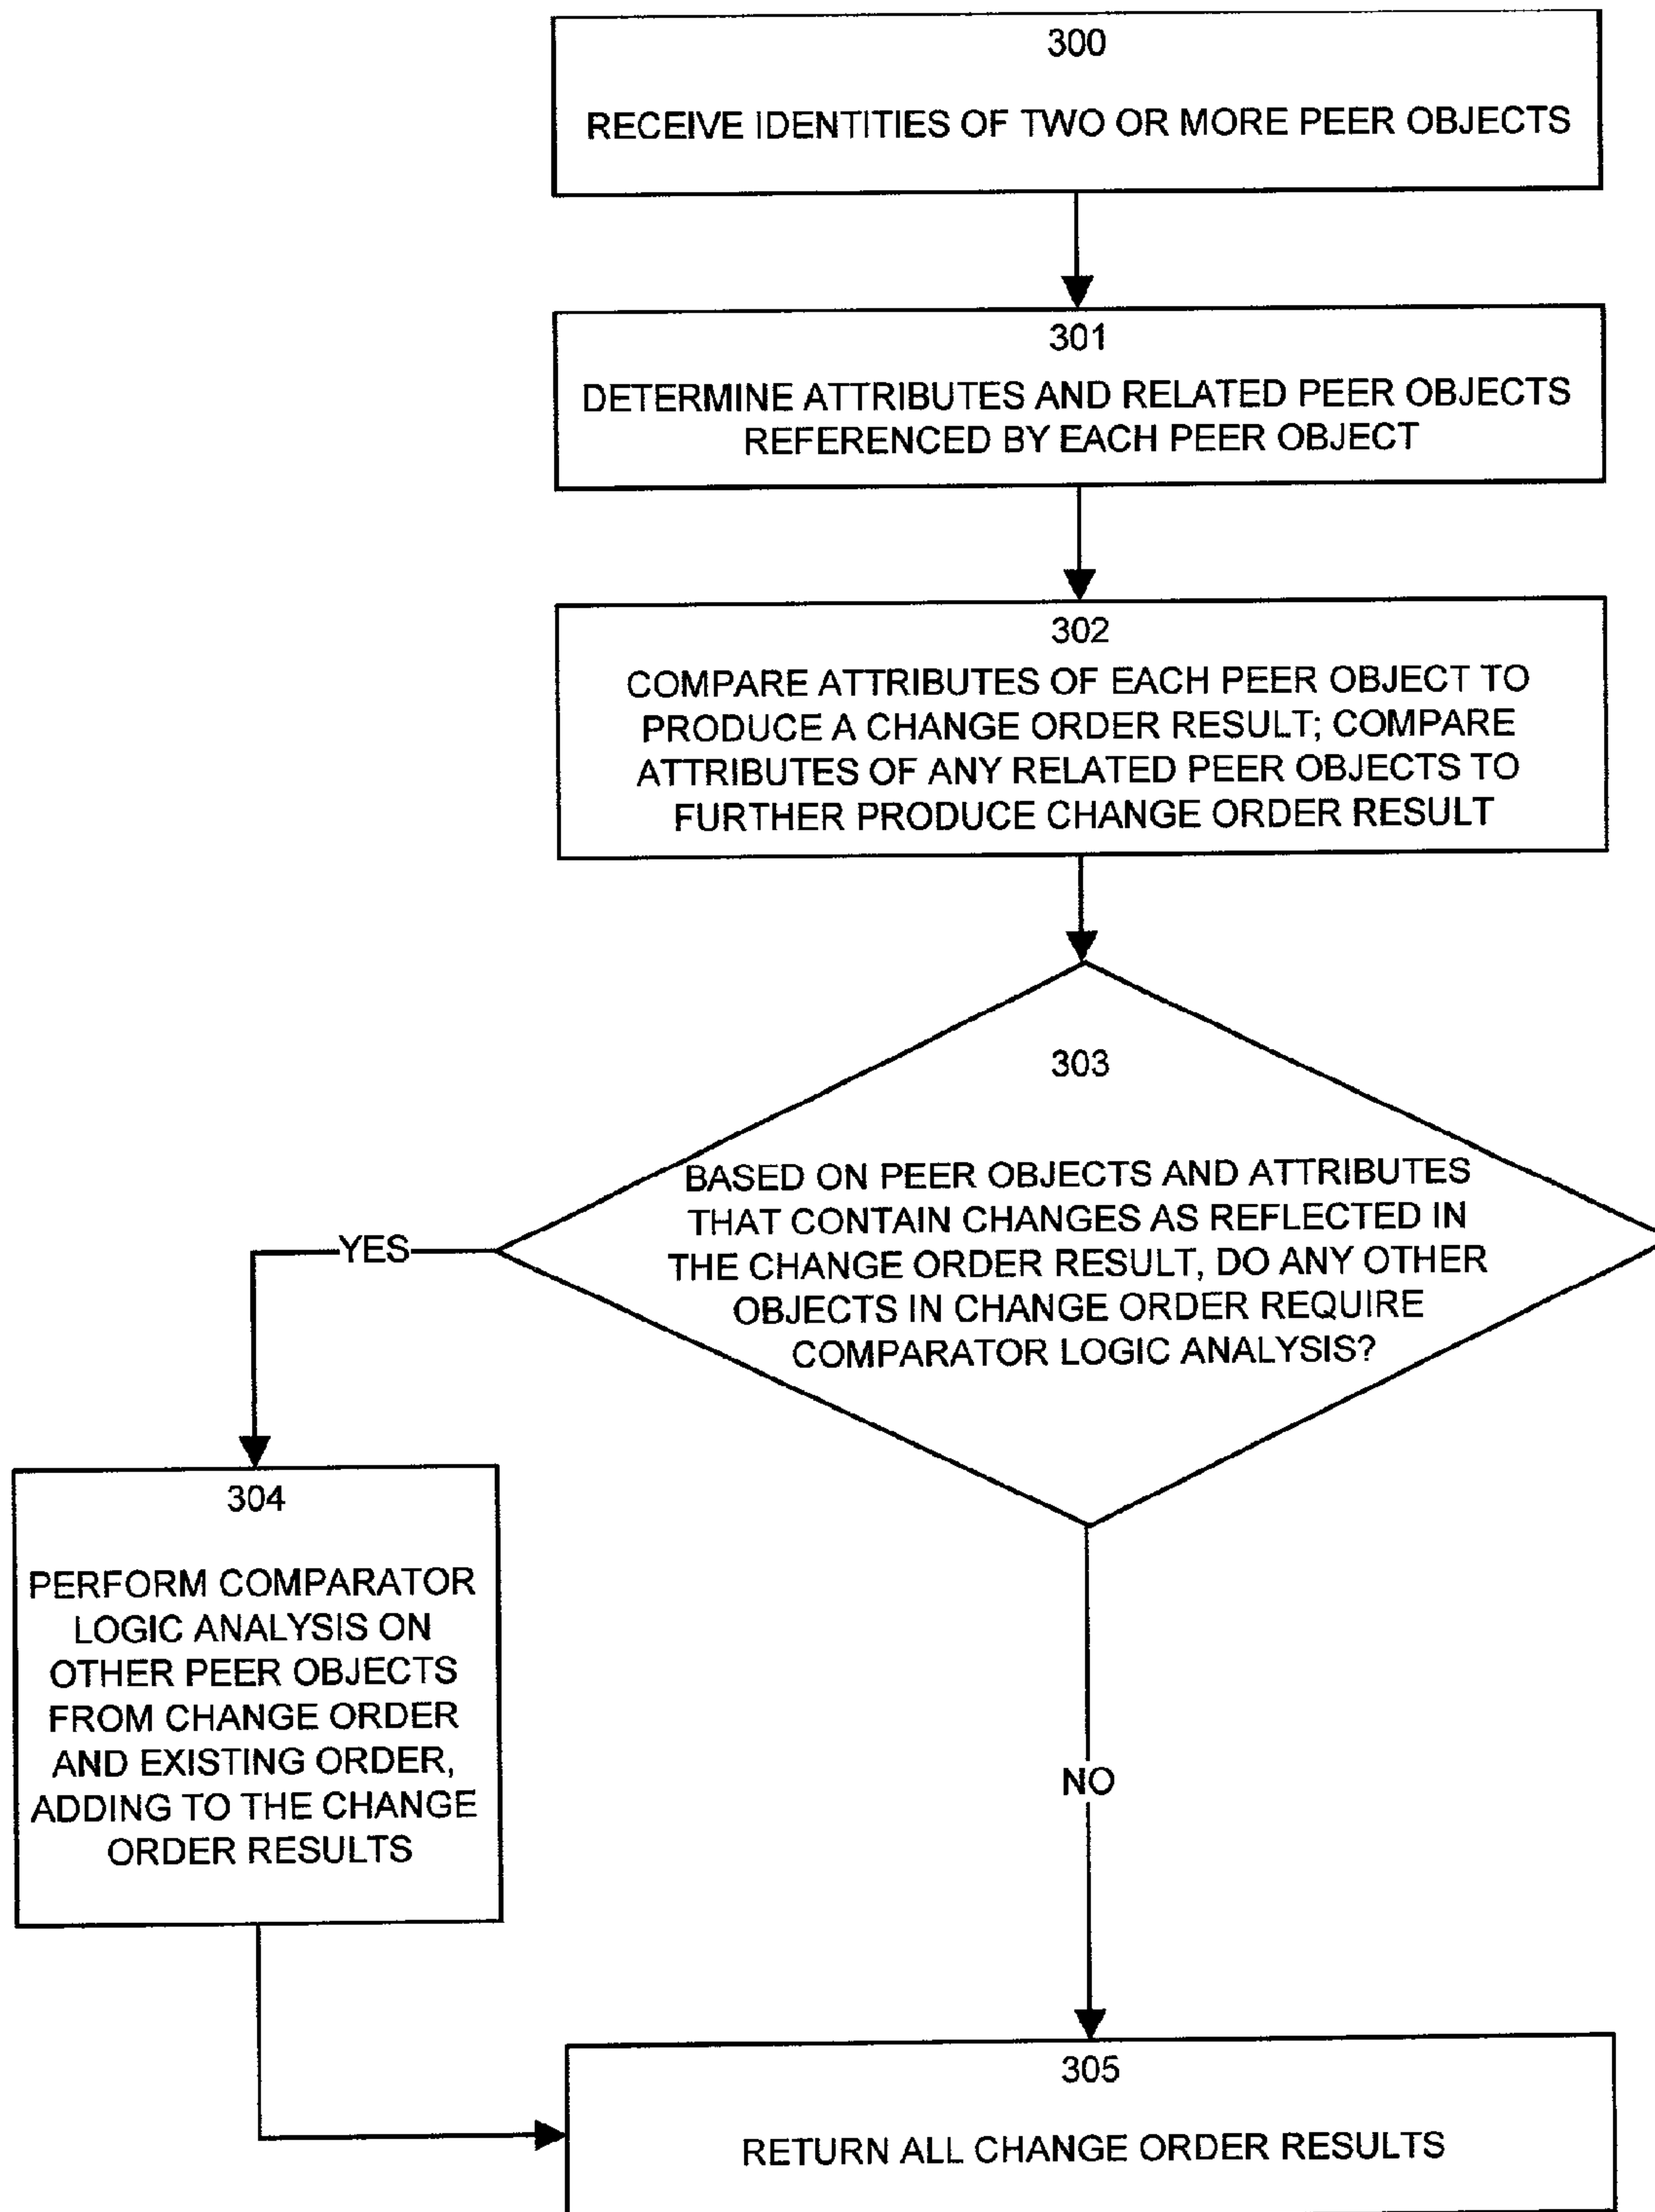 300
RECEIVE IDENTITIES OF TWO OR MORE PEER OBJECTS
301
DETERMINE ATTRIBUTES AND RELATED PEER OBJECTS
REFERENCED BY EACH PEER OBJECT
302
COMPARE ATTRIBUTES OF EACH PEER OBJECT TO
PRODUCE A CHANGE ORDER RESULT; COMPARE
ATTRIBUTES OF ANY RELATED PEER OBJECTS TO
FURTHER PRODUCE CHANGE ORDER RESULT
303
BASED ON PEER OBJECTS AND ATTRIBUTES
THAT CONTAIN CHANGES AS REFLECTED IN
THE CHANGE ORDER RESULT, DO ANY OTHER
OBJECTS IN CHANGE ORDER REQUIRE
COMPARATOR LOGIC ANALYSIS?
YES
304
PERFORM COMPARATOR
LOGIC ANALYSIS ON
OTHER PEER OBJECTS
FROM CHANGE ORDER
AND EXISTING ORDER,
ADDING TO THE CHANGE
ORDER RESULTS
NO
305
RETURN ALL CHANGE ORDER RESULTS